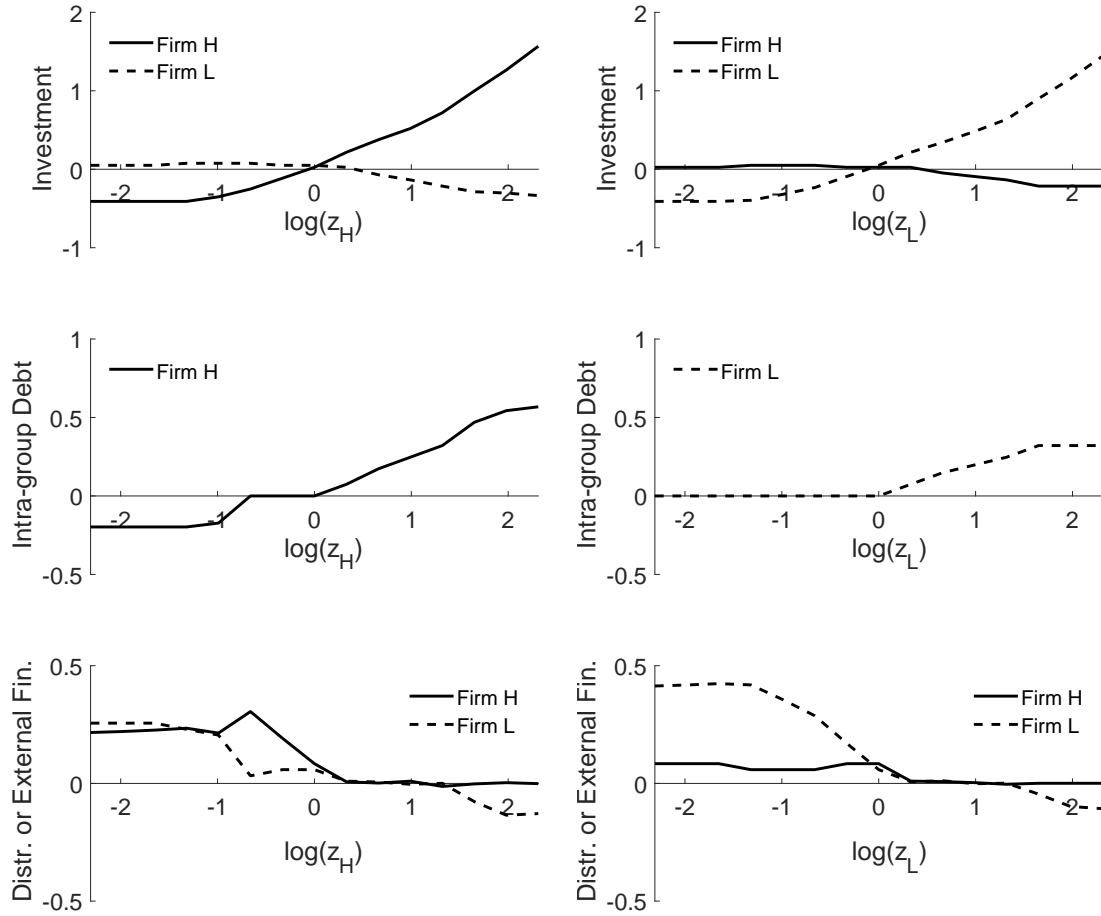 2
1
0
-1
Investment
Firm H
Firm L
-2 -1 0 1 2
log(z_H)
2
1
0
-1
Investment
Firm H
Firm L
-2 -1 0 1 2
log(z_L)
1
0.5
0
-0.5
Intra-group Debt
Firm H
-2 -1 0 1 2
log(z_H)
1
0.5
0
-0.5
Intra-group Debt
Firm L
-2 -1 0 1 2
log(z_L)
0.5
0
-0.5
Distr. or External Fin.
Firm H
Firm L
-2 -1 0 1 2
log(z_H)
0.5
0
-0.5
Distr. or External Fin.
Firm H
Firm L
-2 -1 0 1 2
log(z_L)